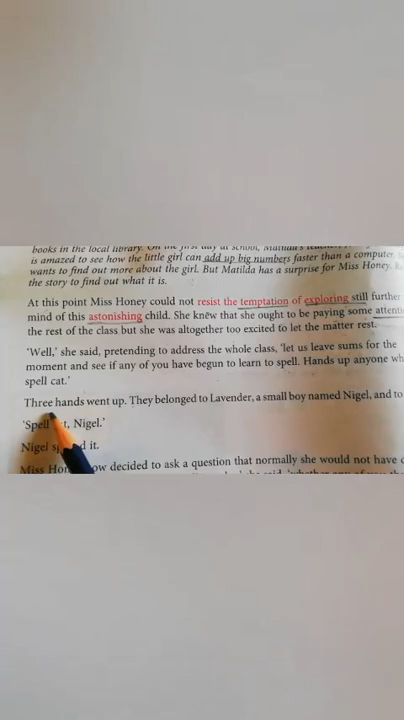 books in the local library. On the first day at school, Matilda's
is amazed to see how the little girl can add up big numbers faster than a computer.
wants to find out more about the girl. But Matilda has a surprise for Miss Honey.
the story to find out what it is.
At this point Miss Honey could not resist the temptation of exploring still further
mind of this astonishing child. She knew that she ought to be paying some
the rest of the class but she was altogether too excited to let the matter rest.
‘Well,’ she said, pretending to address the whole class, ‘let us leave sums for the
moment and see if any of you have begun to learn to spell. Hands up anyone
spell cat.’
Three hands went up. They belonged to Lavender, a small boy named Nigel, and to
‘Spell t, Nigel.’
Nigel it.
Miss decided to ask a question that normally she would not have
she said, ‘whether any of you